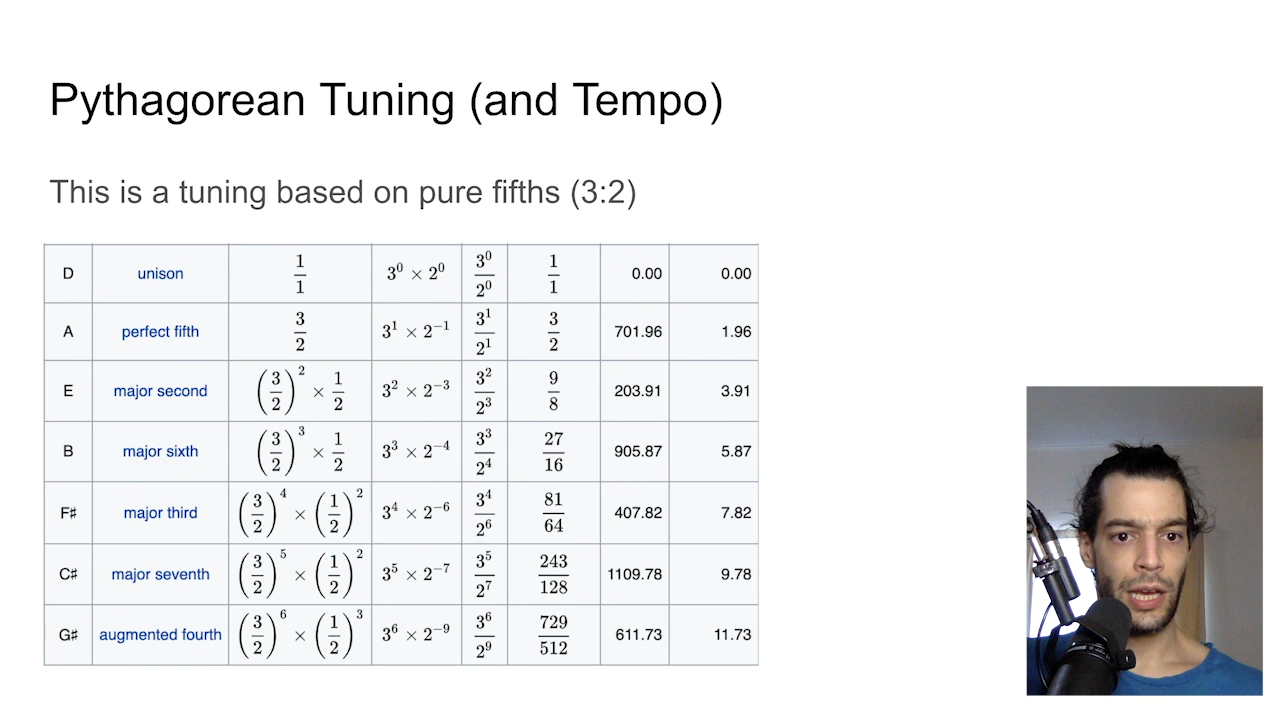 Pythagorean Tuning (and Tempo)
This is a tuning based on pure fifths (3:2)
D unison 1/1 3⁰ × 2⁰ 3⁰/2⁰ 1/1 0.00 0.00
A perfect fifth 3/2 3¹ × 2⁻¹ 3¹/2¹ 3/2 701.96 1.96
E major second (3/2)² × 1/2 3² × 2⁻³ 3²/2³ 9/8 203.91 3.91
B major sixth (3/2)³ × 1/2 3³ × 2⁻⁴ 3³/2⁴ 27/16 905.87 5.87
F♯ major third (3/2)⁴ × (1/2)² 3⁴ × 2⁻⁶ 3⁴/2⁶ 81/64 407.82 7.82
C♯ major seventh (3/2)⁵ × (1/2)² 3⁵ × 2⁻⁷ 3⁵/2⁷ 243/128 1109.78 9.78
G♯ augmented fourth (3/2)⁶ × (1/2)³ 3⁶ × 2⁻⁹ 3⁶/2⁹ 729/512 611.73 11.73